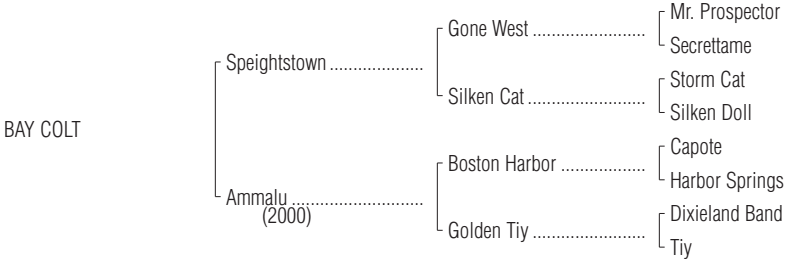 Mr. Prospector
Gone West ........................
Secrettame
Speightstown ....................
Storm Cat
Silken Cat .........................
Silken Doll
BAY COLT
Capote
Boston Harbor ..................
Harbor Springs
Ammalu ............................
(2000)
Dixieland Band
Golden Tiy ........................
Tiy